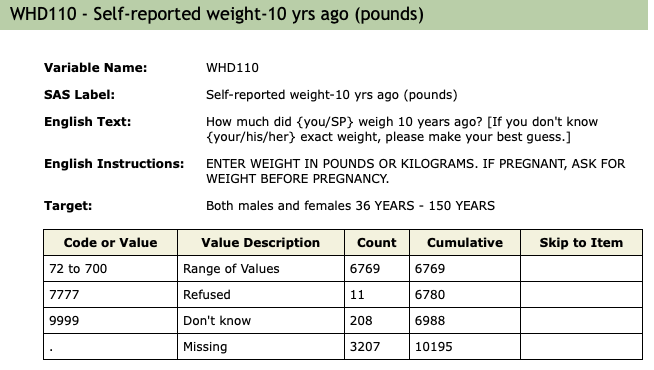 WHD110 - Self-reported weight-10 yrs ago (pounds)
Variable Name: WHD110
SAS Label: Self-reported weight-10 yrs ago (pounds)
English Text: How much did {you/SP} weigh 10 years ago? [If you don't know
{your/his/her} exact weight, please make your best guess.]
English Instructions: ENTER WEIGHT IN POUNDS OR KILOGRAMS. IF PREGNANT, ASK FOR
WEIGHT BEFORE PREGNANCY.
Target: Both males and females 36 YEARS - 150 YEARS
Code or Value Value Description Count Cumulative Skip to Item
72 to 700 Range of Values 6769 6769
7777 Refused 11 6780
9999 Don't know 208 6988
. Missing 3207 10195